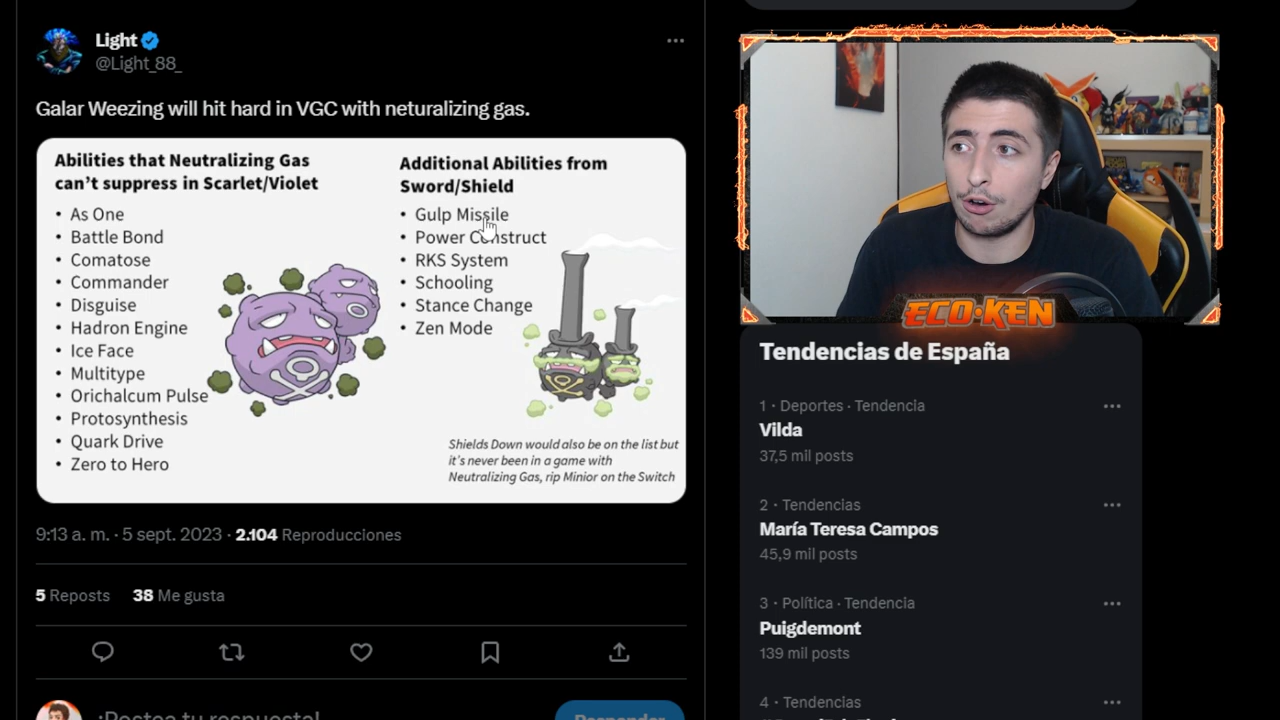 Light
@Light_88_
Galar Weezing will hit hard in VGC with neturalizing gas.
Abilities that Neutralizing Gas
can't suppress in Scarlet/Violet
• As One
• Battle Bond
• Comatose
• Commander
• Disguise
• Hadron Engine
• Ice Face
• Multitype
• Orichalcum Pulse
• Protosynthesis
• Quark Drive
• Zero to Hero
Additional Abilities from
Sword/Shield
• Gulp Missile
• Power Construct
• RKS System
• Schooling
• Stance Change
• Zen Mode
Shields Down would also be on the list but
it's never been in a game with
Neutralizing Gas, rip Minior on the Switch
9:13 a. m. · 5 sept. 2023 · 2.104 Reproducciones
5 Reposts 38 Me gusta
¡Postea tu respuesta!
Responder
ECO·KEN
Tendencias de España
1 · Deportes · Tendencia
Vilda
37,5 mil posts
2 · Tendencias
María Teresa Campos
45,9 mil posts
3 · Política · Tendencia
Puigdemont
139 mil posts
4 · Tendencias